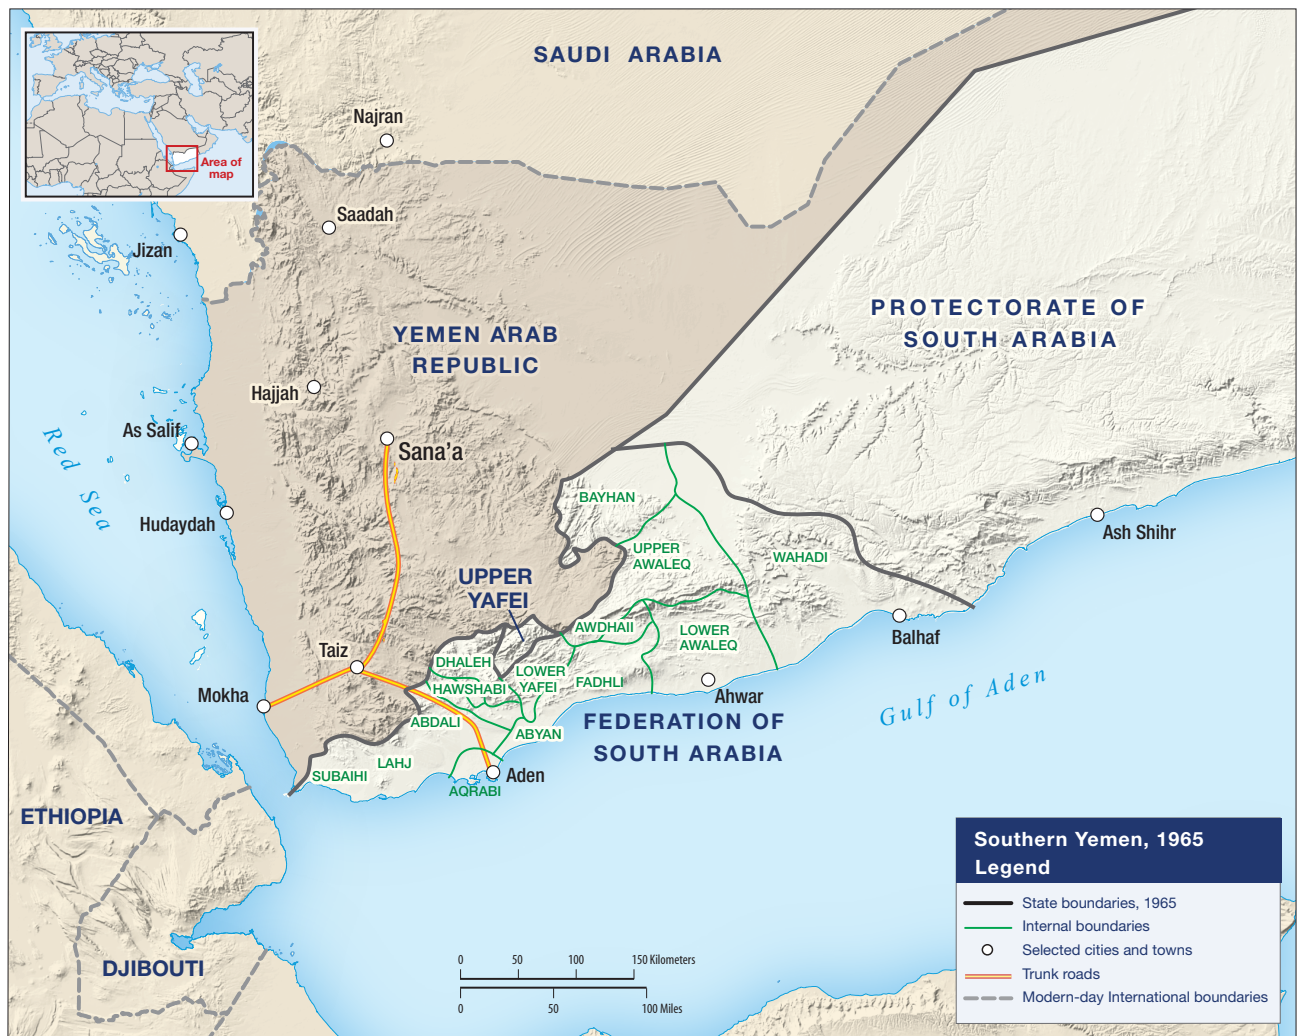 SAUDI ARABIA
Najran
Area of
map
Saadah
Jizan
PROTECTORATE OF
SOUTH ARABIA
YEMEN ARAB
REPUBLIC
Hajjah
As Salif
Sana'a
Red Sea
Hudaydah
BAYHAN
Ash Shihr
UPPER
AWALEQ
WAHADI
UPPER
YAFEI
AWDHAII
Balhaf
LOWER
AWALEQ
Taiz
DHALEH
LOWER
YAFEI
HAWSHABI
FADHLI
Ahwar
Mokha
Gulf of Aden
ABDALI
ABYAN
FEDERATION OF
SOUTH ARABIA
LAHJ
SUBAIHI
Aden
AQRABI
ETHIOPIA
DJIBOUTI
Southern Yemen, 1965
Legend
State boundaries, 1965
Internal boundaries
Selected cities and towns
Trunk roads
Modern-day International boundaries
0 50 100 150 Kilometers
0 50 100 Miles